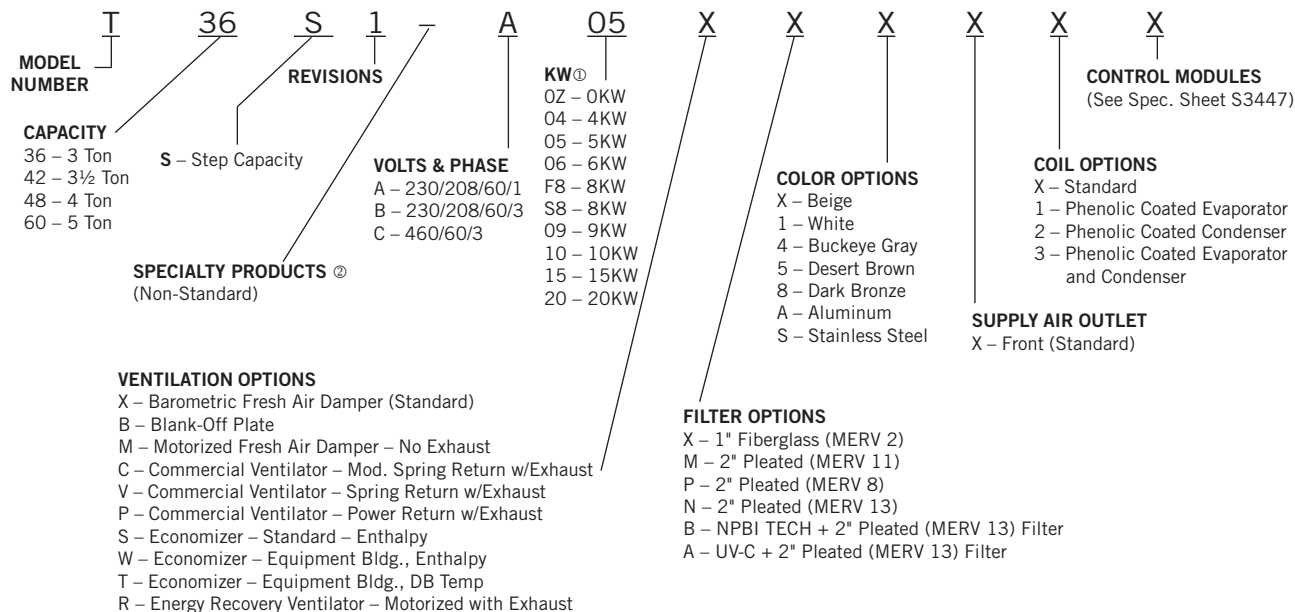 T 36 S 1 – A 05 X X X X X X
MODEL
NUMBER
CAPACITY
36 – 3 Ton
42 – 3½ Ton
48 – 4 Ton
60 – 5 Ton
S – Step Capacity
REVISIONS
SPECIALTY PRODUCTS ②
(Non-Standard)
VOLTS & PHASE
A – 230/208/60/1
B – 230/208/60/3
C – 460/60/3
KW①
0Z – 0KW
04 – 4KW
05 – 5KW
06 – 6KW
F8 – 8KW
S8 – 8KW
09 – 9KW
10 – 10KW
15 – 15KW
20 – 20KW
VENTILATION OPTIONS
X – Barometric Fresh Air Damper (Standard)
B – Blank-Off Plate
M – Motorized Fresh Air Damper – No Exhaust
C – Commercial Ventilator – Mod. Spring Return w/Exhaust
V – Commercial Ventilator – Spring Return w/Exhaust
P – Commercial Ventilator – Power Return w/Exhaust
S – Economizer – Standard – Enthalpy
W – Economizer – Equipment Bldg., Enthalpy
T – Economizer – Equipment Bldg., DB Temp
R – Energy Recovery Ventilator – Motorized with Exhaust
FILTER OPTIONS
X – 1" Fiberglass (MERV 2)
M – 2" Pleated (MERV 11)
P – 2" Pleated (MERV 8)
N – 2" Pleated (MERV 13)
B – NPBI TECH + 2" Pleated (MERV 13) Filter
A – UV-C + 2" Pleated (MERV 13) Filter
COLOR OPTIONS
X – Beige
1 – White
4 – Buckeye Gray
5 – Desert Brown
8 – Dark Bronze
A – Aluminum
S – Stainless Steel
SUPPLY AIR OUTLET
X – Front (Standard)
COIL OPTIONS
X – Standard
1 – Phenolic Coated Evaporator
2 – Phenolic Coated Condenser
3 – Phenolic Coated Evaporator
and Condenser
CONTROL MODULES
(See Spec. Sheet S3447)